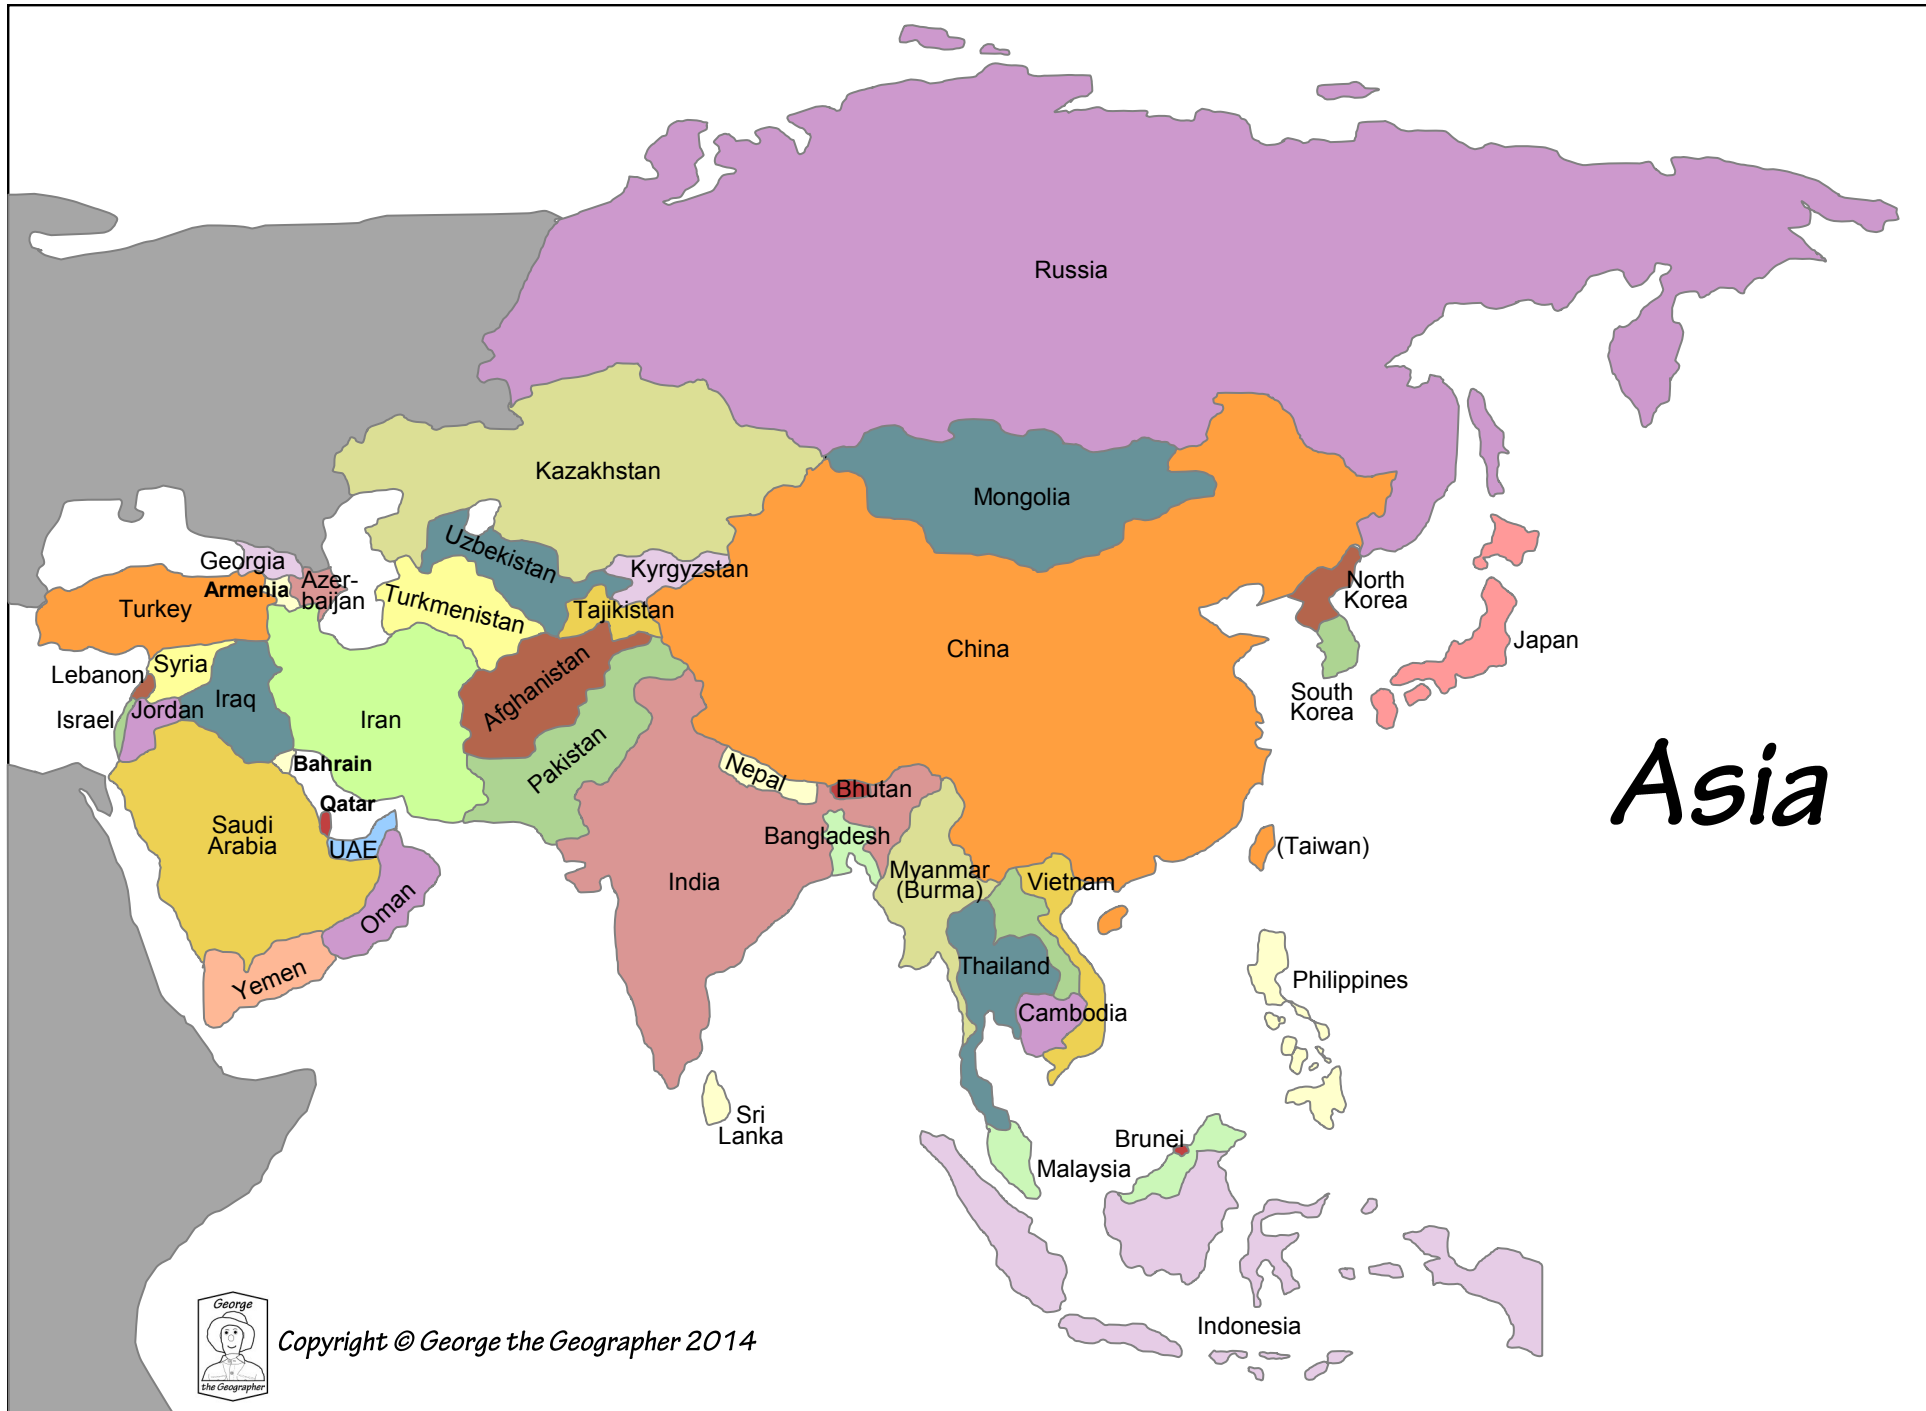 Russia
Kazakhstan
Mongolia
Uzbekistan
Georgia
Kyrgyzstan
Armenia
Azer-
baijan
North
Korea
Turkey
Turkmenistan
Tajikistan
China
Japan
Syria
Lebanon
Afghanistan
South
Korea
Israel
Jordan
Iraq
Iran
Pakistan
Bahrain
Nepal
Asia
Bhutan
Qatar
Saudi
Arabia
UAE
Bangladesh
(Taiwan)
India
Myanmar
(Burma)
Vietnam
Oman
Thailand
Yemen
Philippines
Cambodia
Sri
Lanka
Brunei
Malaysia
Indonesia
George
the Geographer
Copyright © George the Geographer 2014